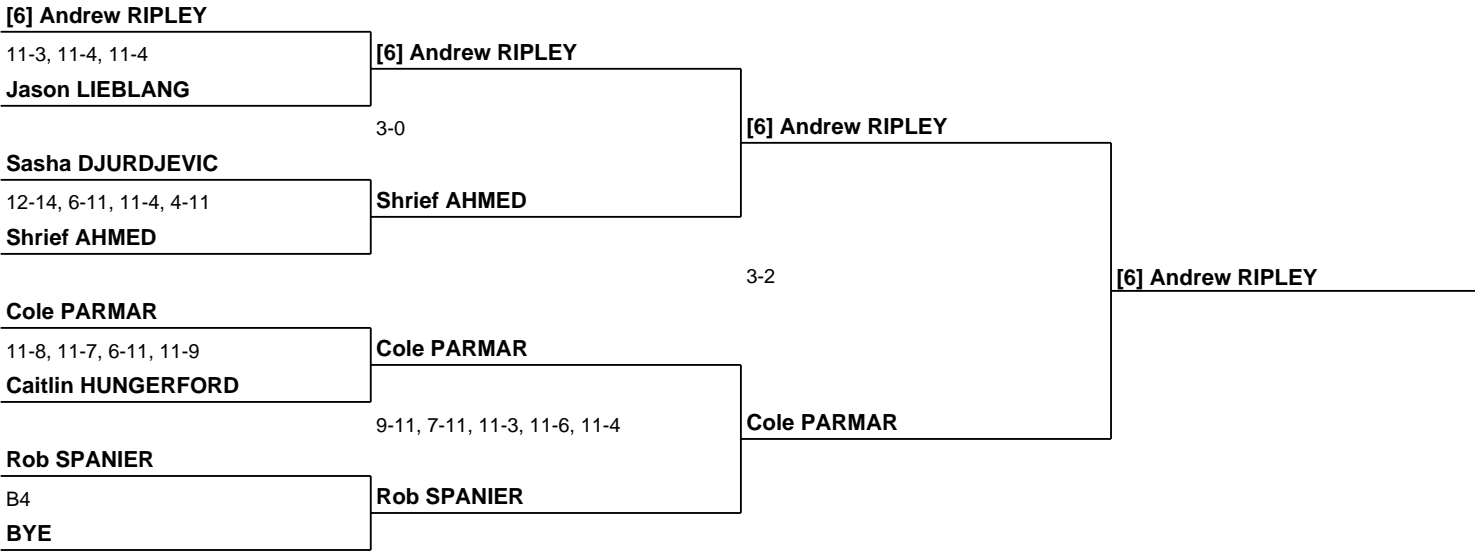 [6] Andrew RIPLEY
11-3, 11-4, 11-4
[6] Andrew RIPLEY
Jason LIEBLANG
3-0
[6] Andrew RIPLEY
Sasha DJURDJEVIC
12-14, 6-11, 11-4, 4-11
Shrief AHMED
Shrief AHMED
3-2
[6] Andrew RIPLEY
Cole PARMAR
11-8, 11-7, 6-11, 11-9
Cole PARMAR
Caitlin HUNGERFORD
9-11, 7-11, 11-3, 11-6, 11-4
Cole PARMAR
Rob SPANIER
B4
Rob SPANIER
BYE